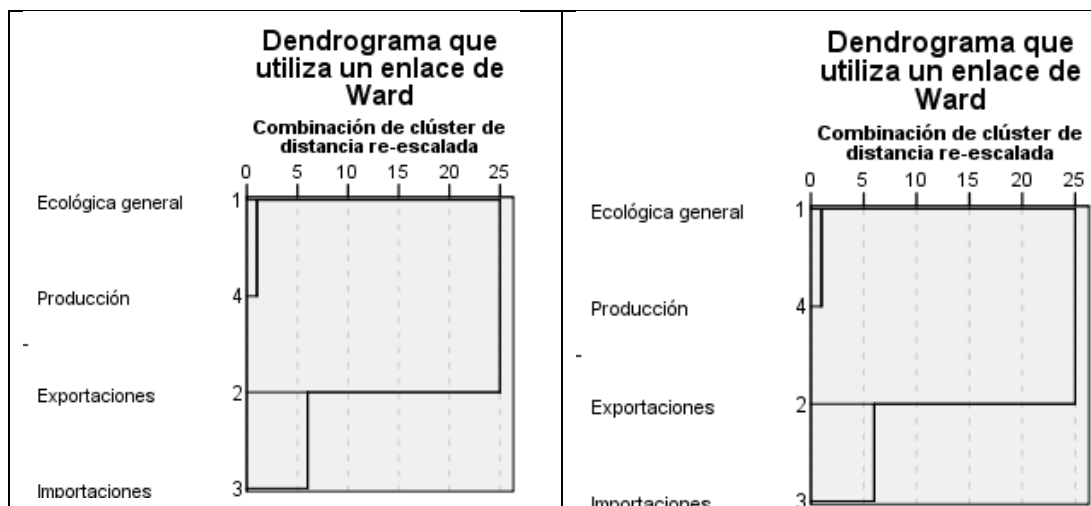 Dendrograma que
utiliza un enlace de
Ward
Combinación de clúster de
distancia re-escalada
0 5 10 15 20 25
Ecológica general 1
Producción 4
-
Exportaciones 2
Importaciones 3
Dendrograma que
utiliza un enlace de
Ward
Combinación de clúster de
distancia re-escalada
0 5 10 15 20 25
Ecológica general 1
Producción 4
-
Exportaciones 2
Importaciones 3